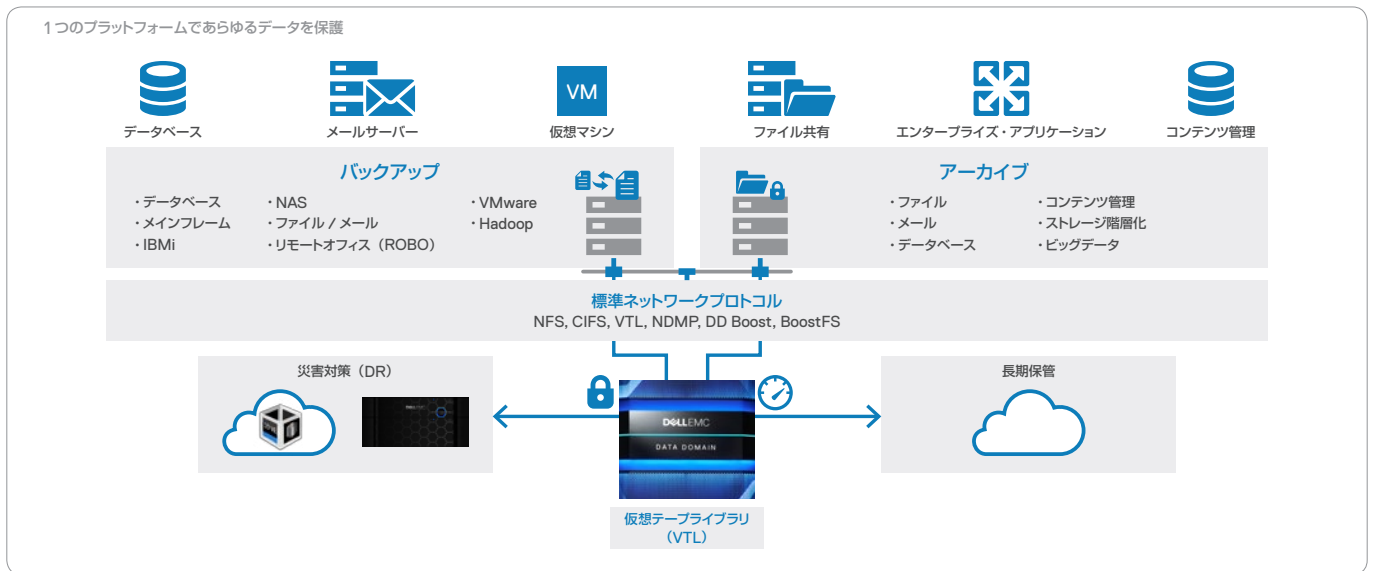 1つのプラットフォームであらゆるデータを保護
VM
データベース
メールサーバー
仮想マシン
ファイル共有
エンタープライズ・アプリケーション
コンテンツ管理
バックアップ
・データベース
・メインフレーム
・IBMi
・NAS
・ファイル / メール
・リモートオフィス（ROBO）
・VMware
・Hadoop
アーカイブ
・ファイル
・メール
・データベース
・コンテンツ管理
・ストレージ階層化
・ビッグデータ
標準ネットワークプロトコル
NFS, CIFS, VTL, NDMP, DD Boost, BoostFS
災害対策（DR）
DELLEMC
DATA DOMAIN
長期保管
仮想テープライブラリ
（VTL）